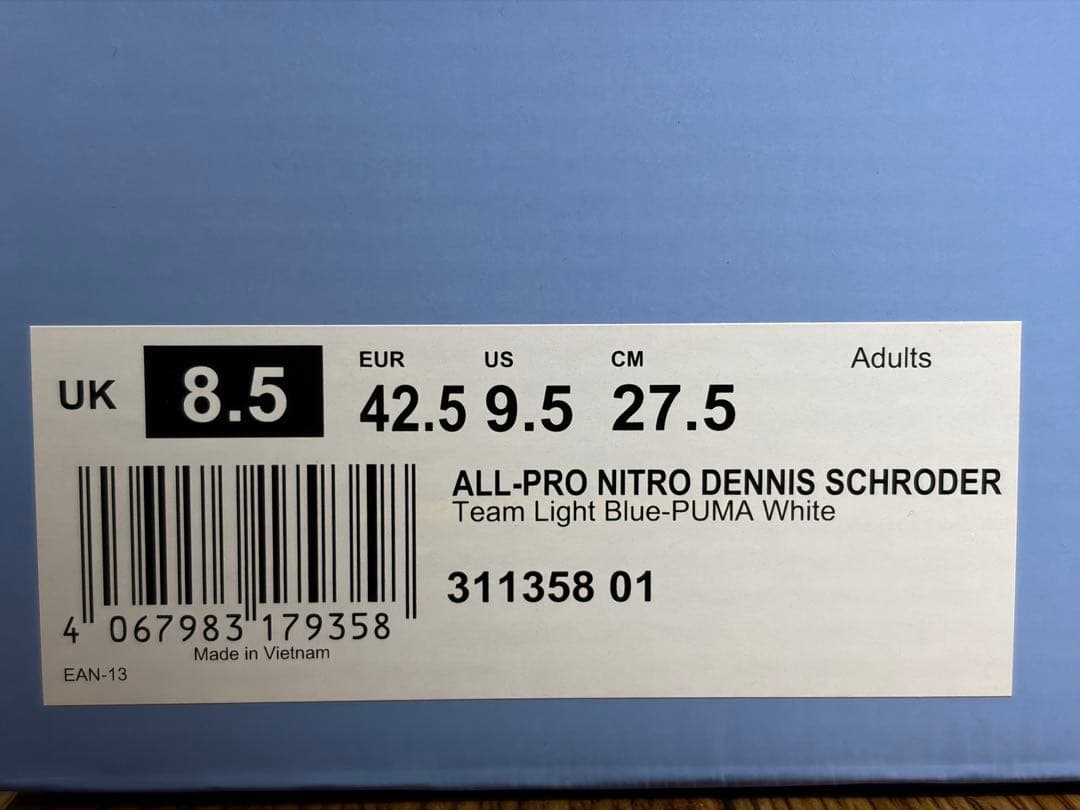 UK 8.5
EUR US CM
42.5 9.5 27.5
Adults
ALL-PRO NITRO DENNIS SCHRODER
Team Light Blue-PUMA White
311358 01
4 067983 179358
Made in Vietnam
EAN-13